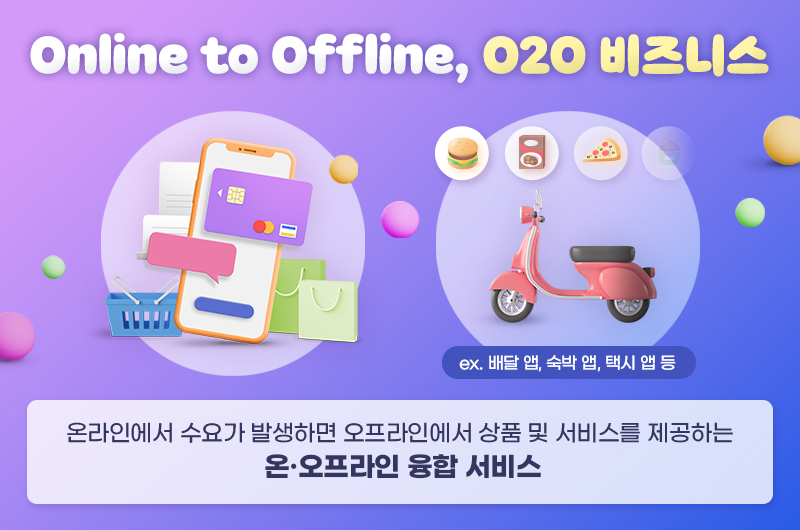 Online to Offline, O2O 비즈니스
ex. 배달 앱, 숙박 앱, 택시 앱 등
온라인에서 수요가 발생하면 오프라인에서 상품 및 서비스를 제공하는
온·오프라인 융합 서비스